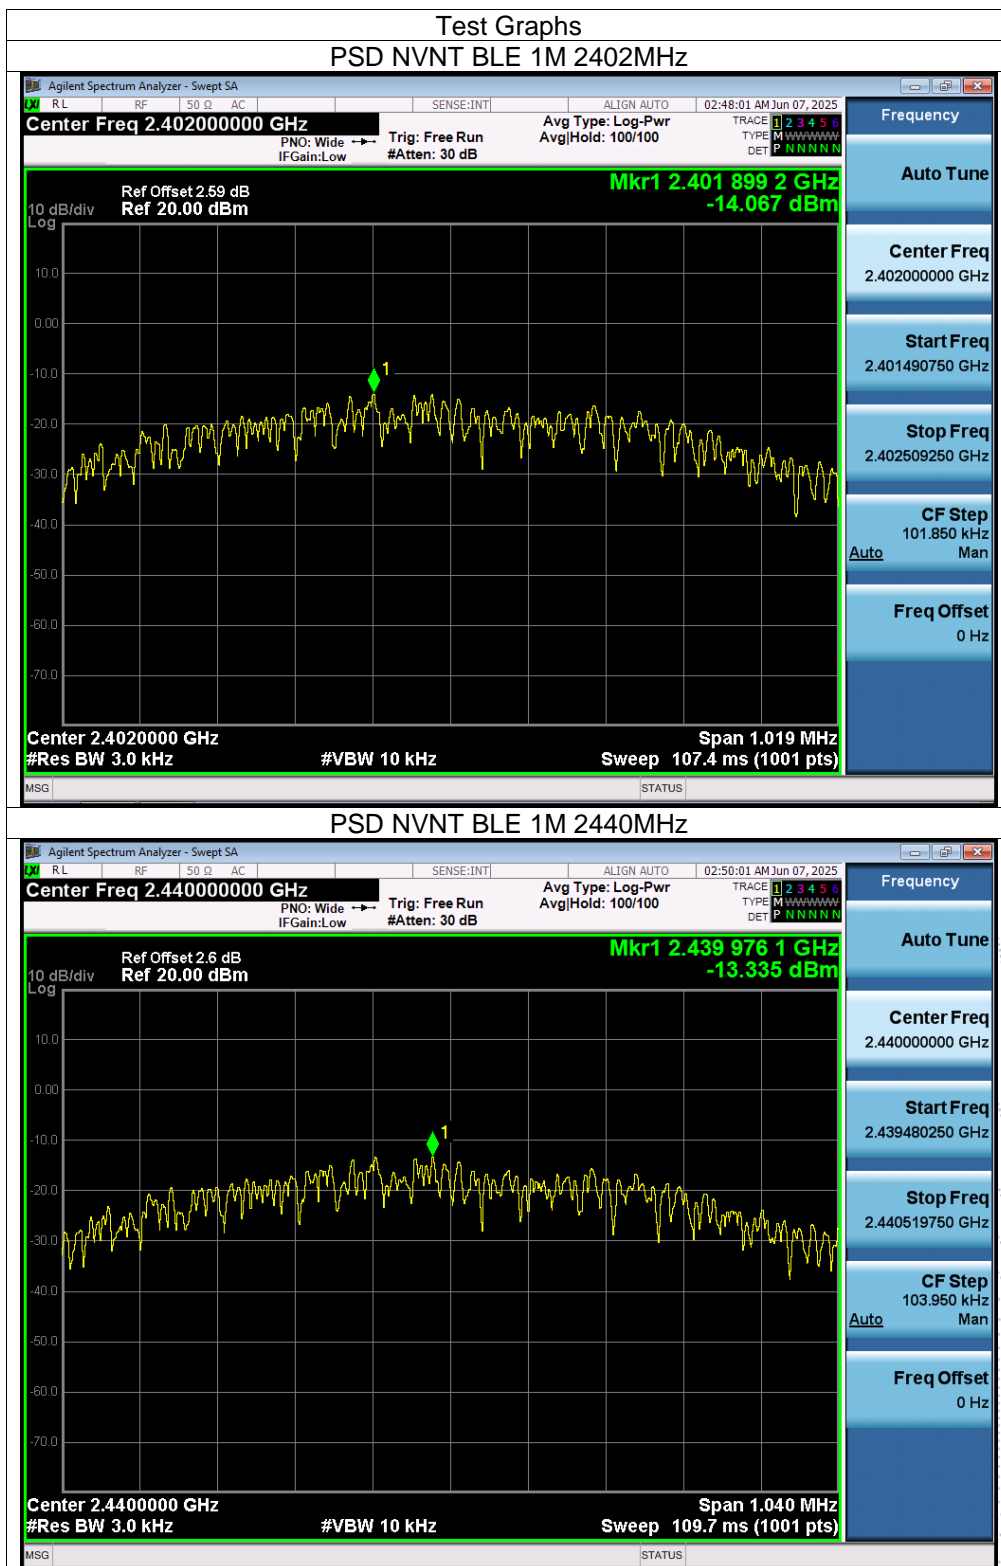 Test Graphs
PSD NVNT BLE 1M 2402MHz
Agilent Spectrum Analyzer - Swept SA
LXI RL RF 50 Ω AC SENSE:INT ALIGN AUTO 02:48:01 AM Jun 07, 2025
Center Freq 2.402000000 GHz
PNO: Wide
IFGain:Low
Trig: Free Run
#Atten: 30 dB
Avg Type: Log-Pwr
Avg|Hold: 100/100
TRACE 1 2 3 4 5 6
TYPE M WWWWW
DET P N N N N N
Frequency
Auto Tune
Center Freq
2.402000000 GHz
Start Freq
2.401490750 GHz
Stop Freq
2.402509250 GHz
CF Step
101.850 kHz
Auto Man
Freq Offset
0 Hz
Mkr1 2.401 899 2 GHz
-14.067 dBm
Ref Offset 2.59 dB
10 dB/div Ref 20.00 dBm
Log
10.0
0.00
1
-10.0
-20.0
-30.0
-40.0
-50.0
-60.0
-70.0
Center 2.4020000 GHz Span 1.019 MHz
#Res BW 3.0 kHz #VBW 10 kHz Sweep 107.4 ms (1001 pts)
MSG STATUS
PSD NVNT BLE 1M 2440MHz
Agilent Spectrum Analyzer - Swept SA
LXI RL RF 50 Ω AC SENSE:INT ALIGN AUTO 02:50:01 AM Jun 07, 2025
Center Freq 2.440000000 GHz
PNO: Wide
IFGain:Low
Trig: Free Run
#Atten: 30 dB
Avg Type: Log-Pwr
Avg|Hold: 100/100
TRACE 1 2 3 4 5 6
TYPE M WWWWW
DET P N N N N N
Frequency
Auto Tune
Center Freq
2.440000000 GHz
Start Freq
2.439480250 GHz
Stop Freq
2.440519750 GHz
CF Step
103.950 kHz
Auto Man
Freq Offset
0 Hz
Mkr1 2.439 976 1 GHz
-13.335 dBm
Ref Offset 2.6 dB
10 dB/div Ref 20.00 dBm
Log
10.0
0.00
1
-10.0
-20.0
-30.0
-40.0
-50.0
-60.0
-70.0
Center 2.4400000 GHz Span 1.040 MHz
#Res BW 3.0 kHz #VBW 10 kHz Sweep 109.7 ms (1001 pts)
MSG STATUS